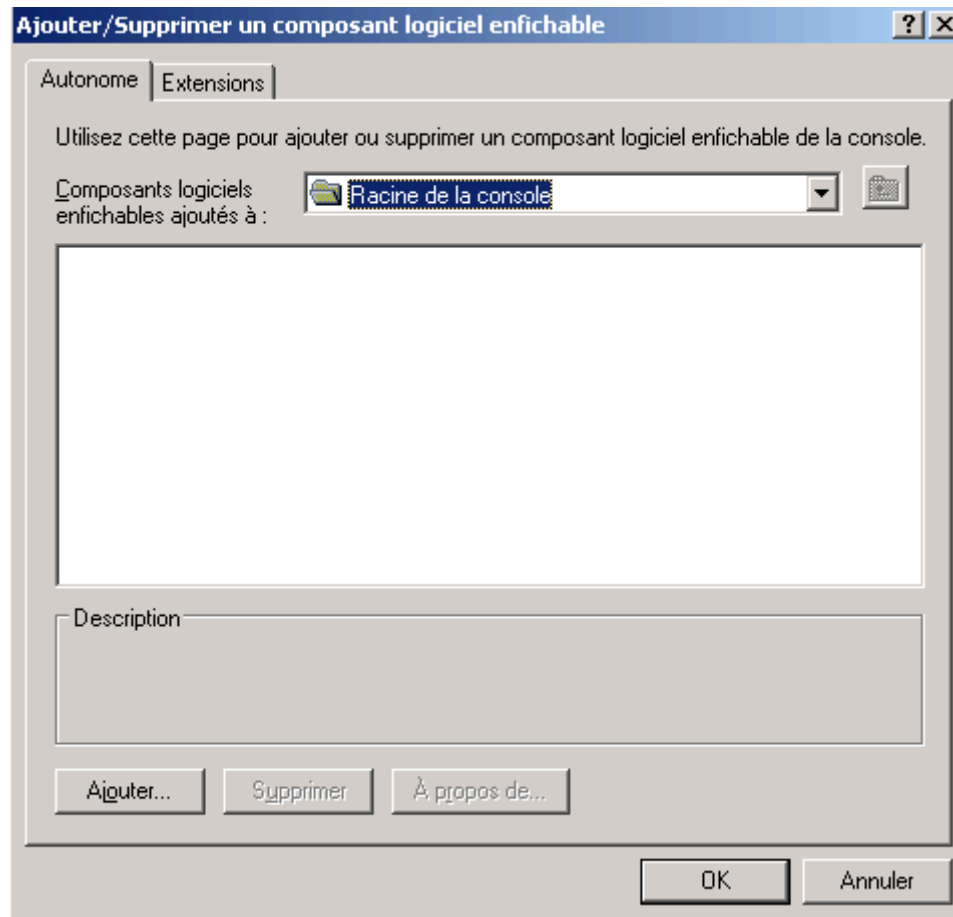 Ajouter/Supprimer un composant logiciel enfichable
Autonome
Extensions
Utilisez cette page pour ajouter ou supprimer un composant logiciel enfichable de la console.
Composants logiciels
enfichables ajoutés à :
Racine de la console
Description
Ajouter...
Supprimer
À propos de...
OK
Annuler